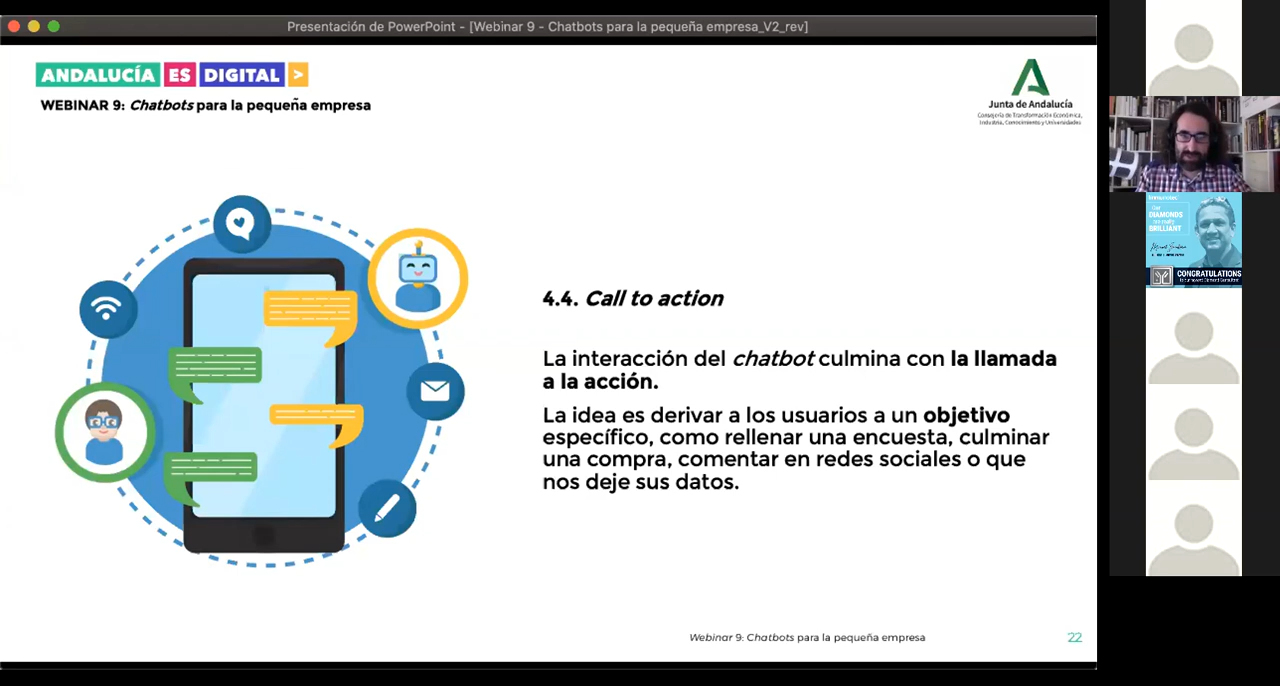 Presentación de PowerPoint - [Webinar 9 - Chatbots para la pequeña empresa_V2_rev]
ANDALUCÍA ES DIGITAL >
WEBINAR 9: Chatbots para la pequeña empresa
Junta de Andalucía
Consejería de Transformación Económica,
Industria, Conocimiento y Universidades
4.4. Call to action
La interacción del chatbot culmina con la llamada
a la acción.
La idea es derivar a los usuarios a un objetivo
específico, como rellenar una encuesta, culminar
una compra, comentar en redes sociales o que
nos deje sus datos.
Webinar 9: Chatbots para la pequeña empresa
22
DIAMONDS
BRILLIANT
CONGRATULATIONS